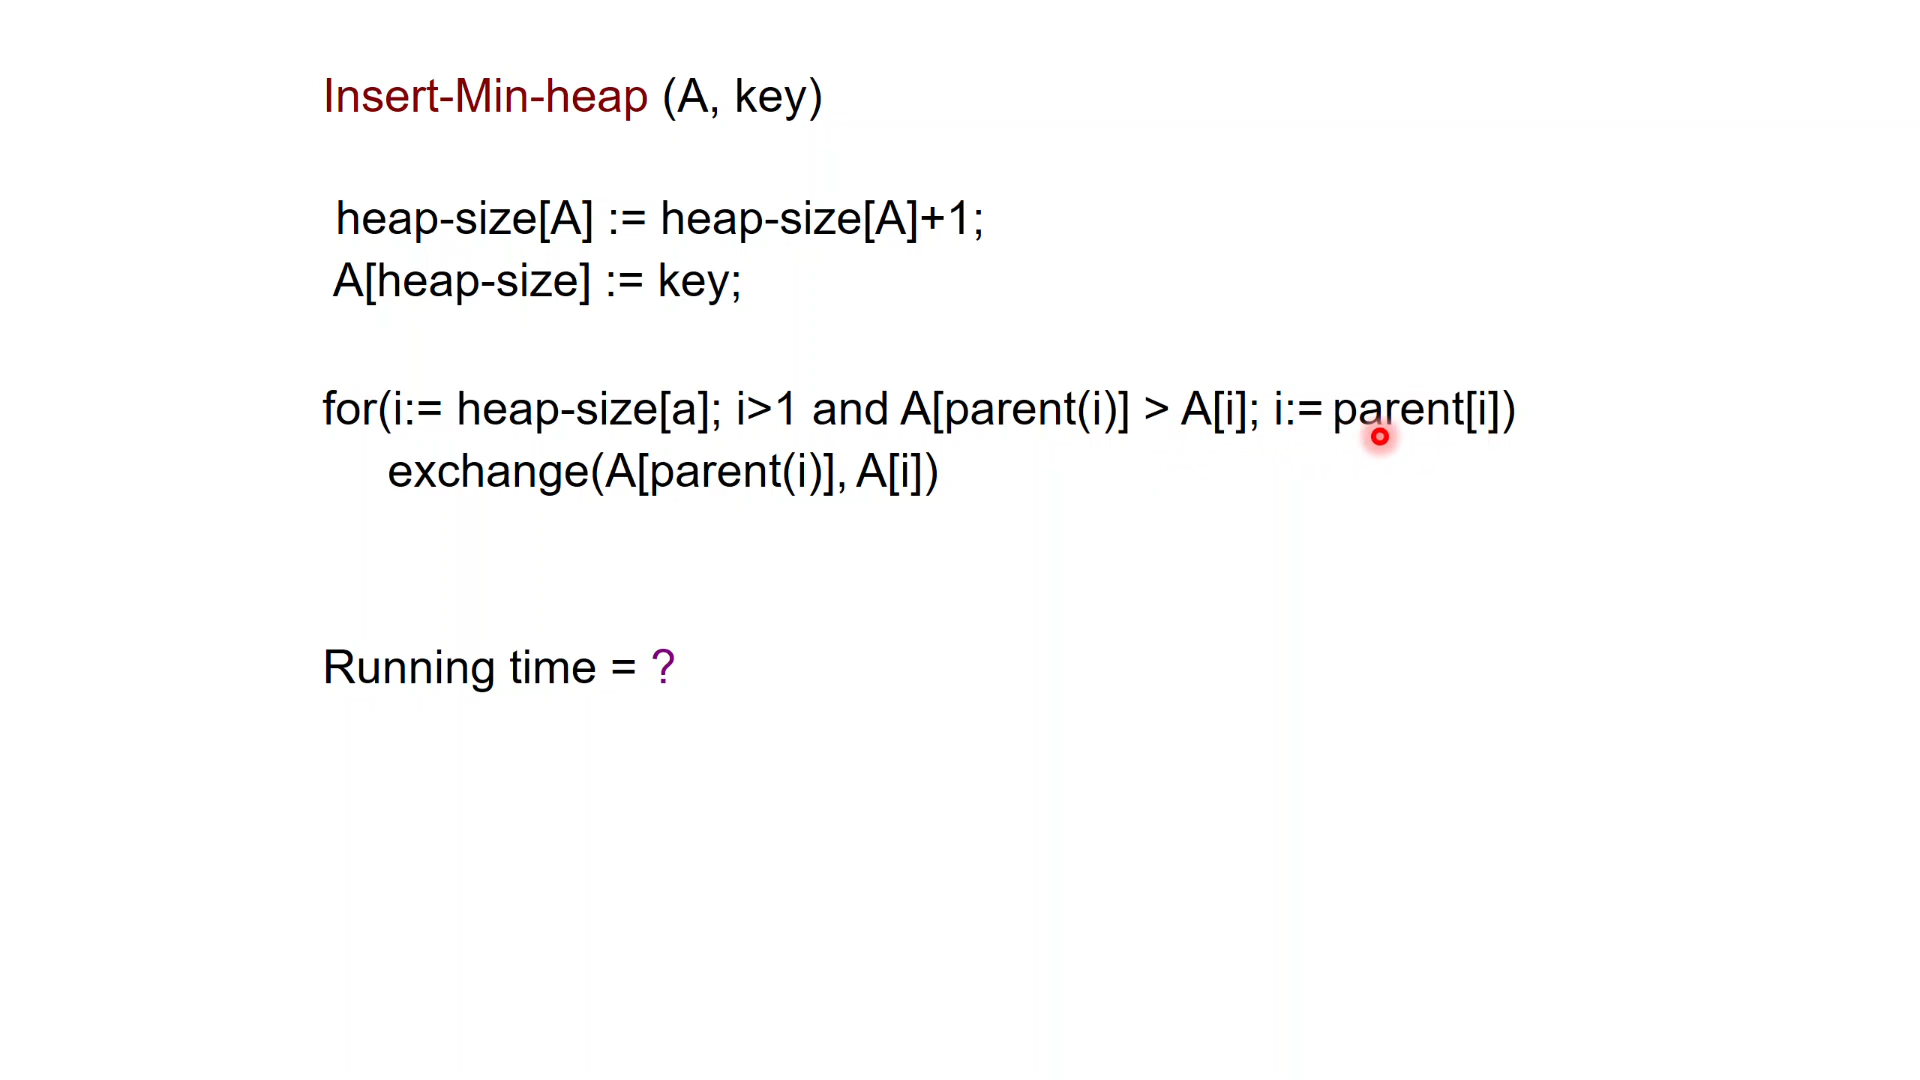 Insert-Min-heap (A, key)
heap-size[A] := heap-size[A]+1;
A[heap-size] := key;
for(i:= heap-size[a]; i>1 and A[parent(i)] > A[i]; i:= parent[i])
exchange(A[parent(i)], A[i])
Running time = ?